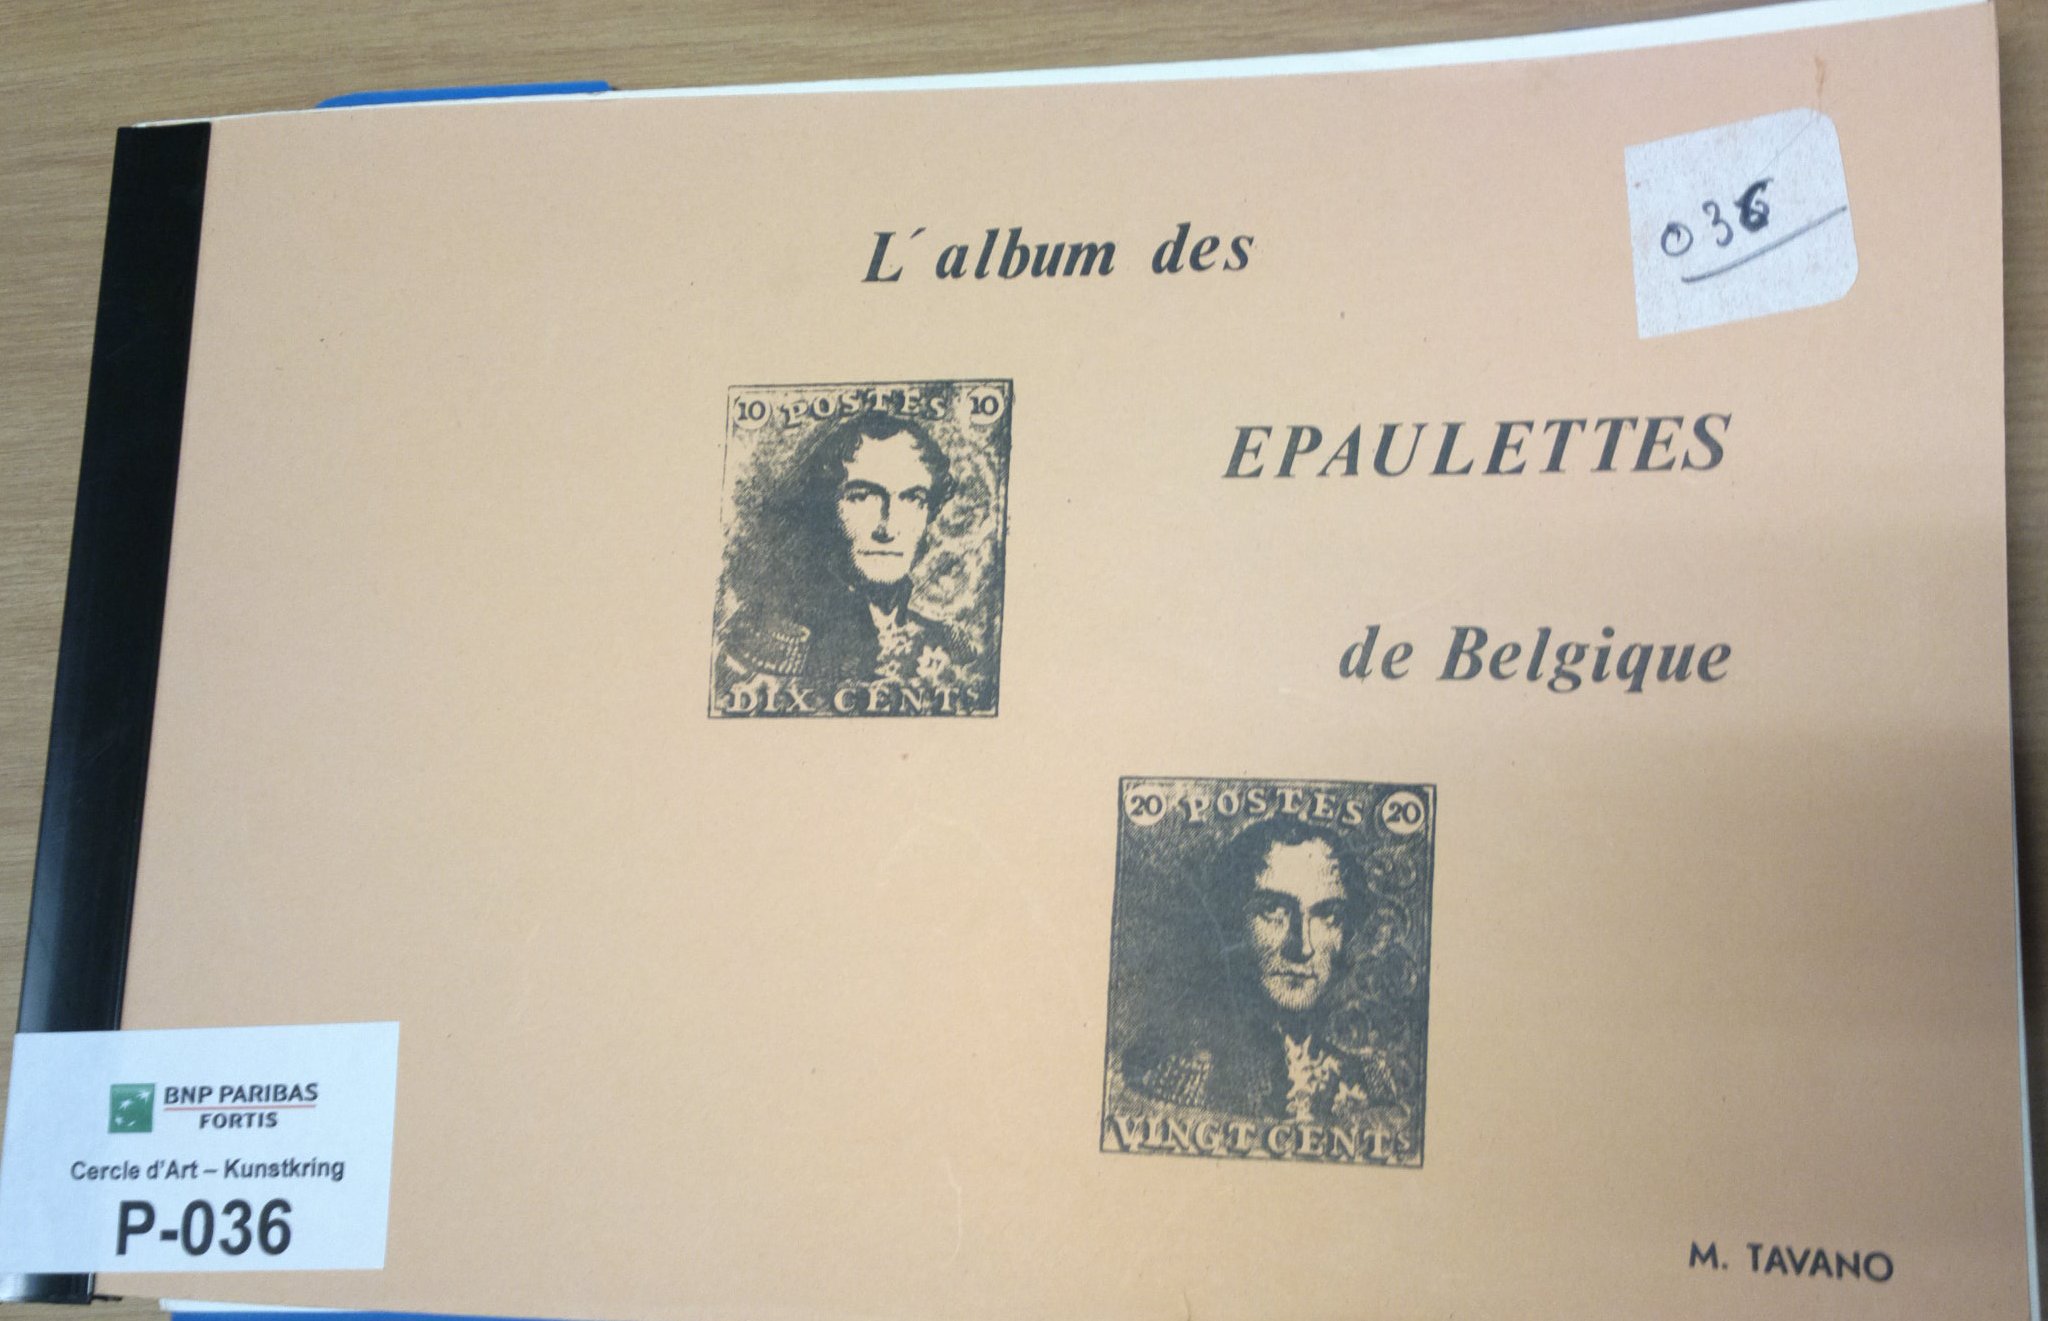 L´album des
036
10 POSTES 10
DIX CENTS
EPAULETTES
de Belgique
20 POSTES 20
VINGT CENTS
BNP PARIBAS
FORTIS
Cercle d'Art – Kunstkring
P-036
M. TAVANO